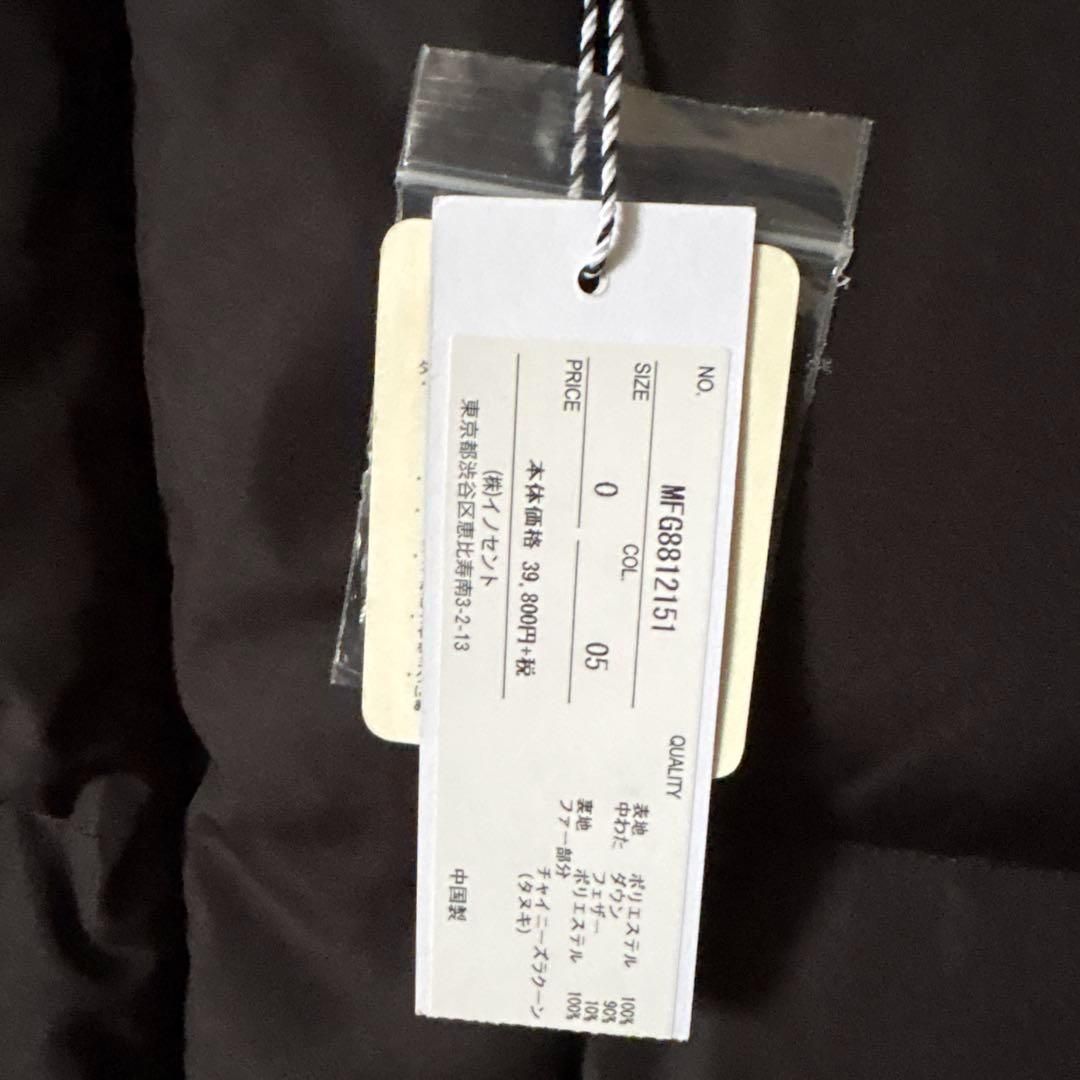 NO. MFG8812151
SIZE 0 COL. 05
PRICE
本体価格 39,800円+税
(株)イノセント
東京都渋谷区恵比寿南3-2-13
QUALITY
表地 ポリエステル 100%
中わた ダウン 90%
フェザー 10%
裏地 ポリエステル 100%
ファー部分
チャイニーズラクーン
(タヌキ)
中国製